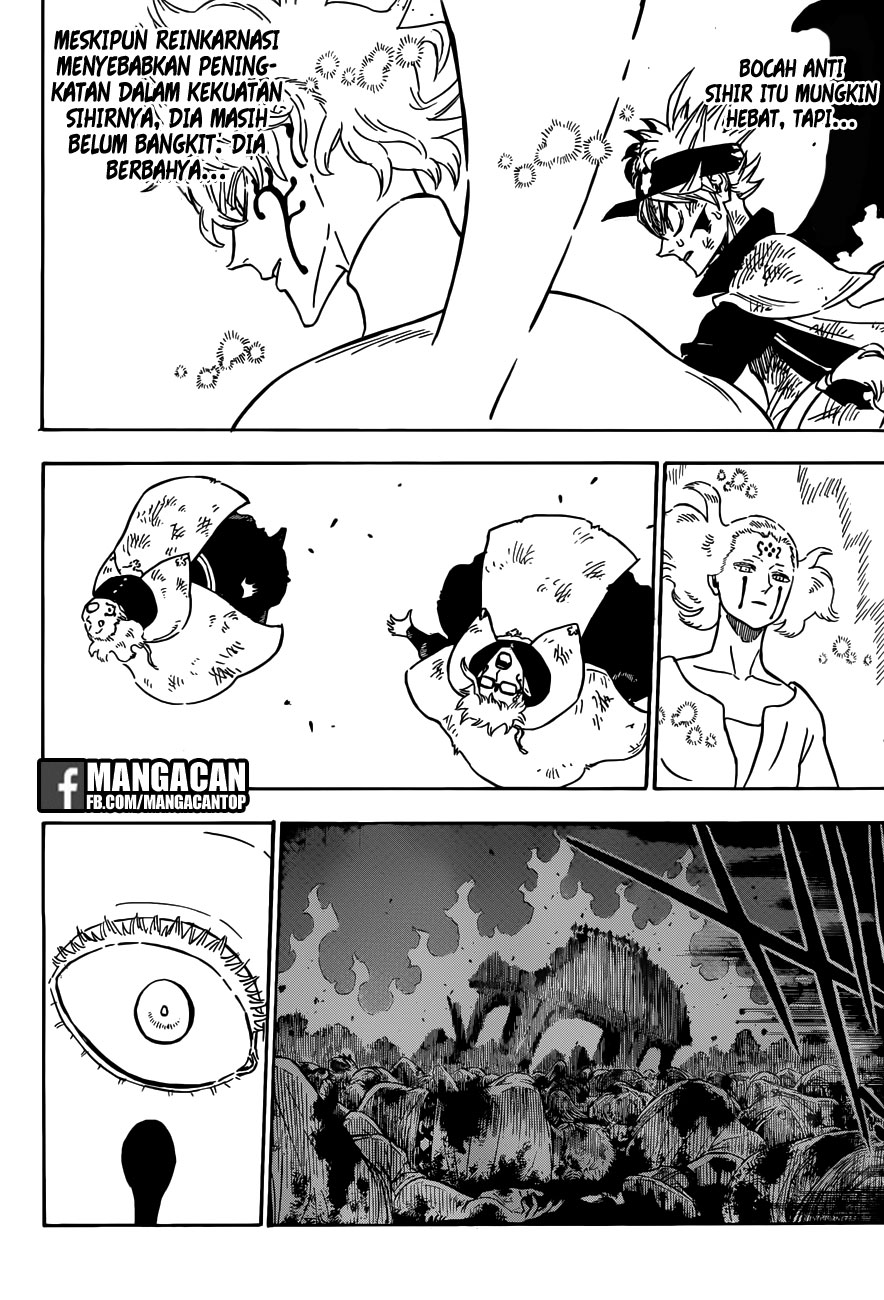 BOCAH ANTI
SIHIR ITU MUNGKIN
HEBAT, TAPI...
MESKIPUN REINKARNASI
MENYEBABKAN PENING-
KATAN DALAM KEKUATAN
SIHIRNYA, DIA MASIH
BELUM BANGKIT. DIA
BERBAHYA...
MANGACAN
FB.COM/MANGACANTOP